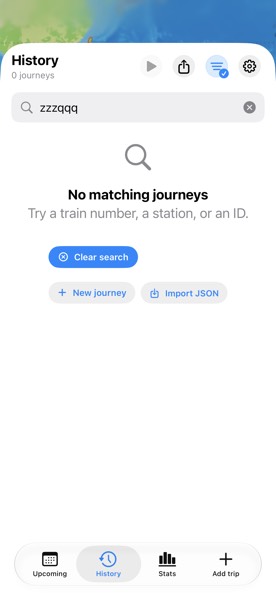 History
0 journeys
zzzqqq
No matching journeys
Try a train number, a station, or an ID.
Clear search
New journey
Import JSON
Upcoming
History
Stats
Add trip